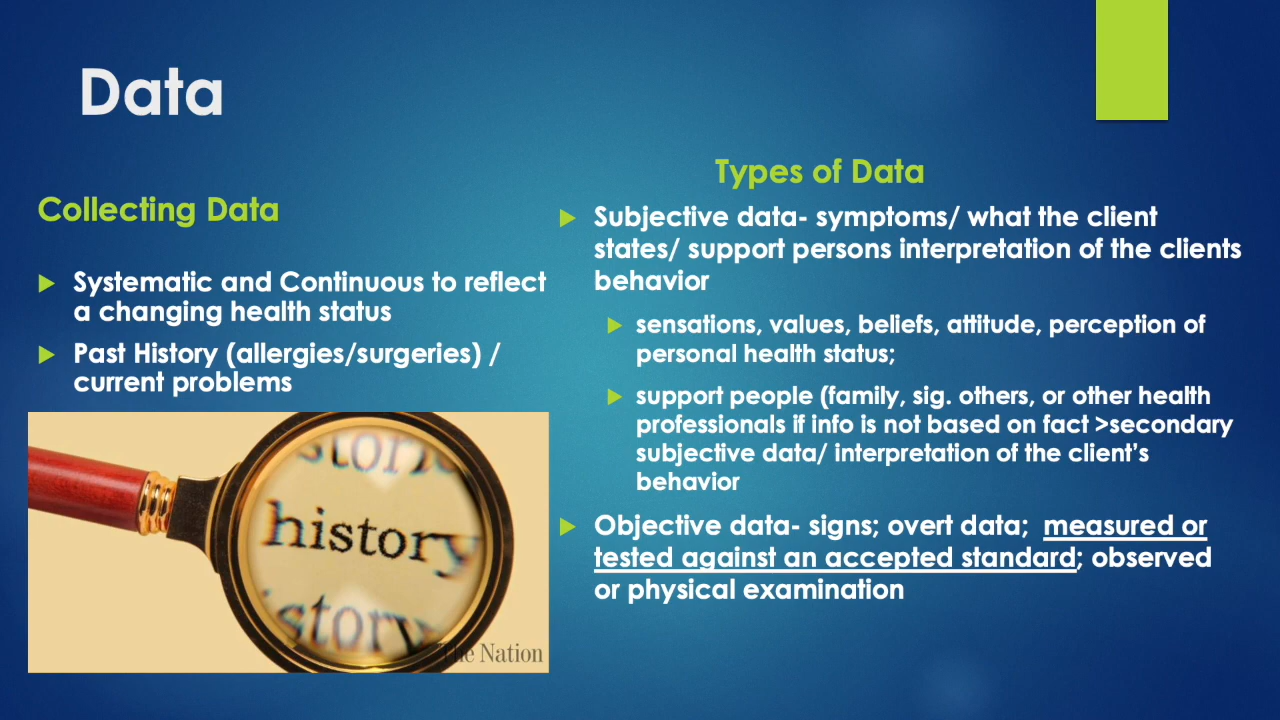 Data
Collecting Data
Systematic and Continuous to reflect
a changing health status
Past History (allergies/surgeries) /
current problems
history
history
The Nation
Types of Data
Subjective data- symptoms/ what the client
states/ support persons interpretation of the clients
behavior
sensations, values, beliefs, attitude, perception of
personal health status;
support people (family, sig. others, or other health
professionals if info is not based on fact >secondary
subjective data/ interpretation of the client’s
behavior
Objective data- signs; overt data;  measured or
tested against an accepted standard; observed
or physical examination